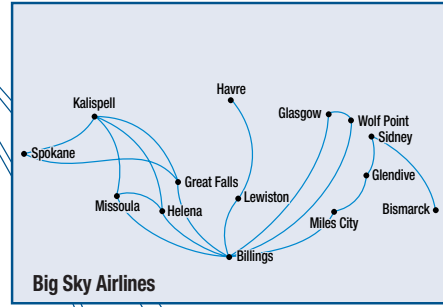 Havre
Kalispell
Glasgow
Wolf Point
Sidney
Spokane
Glendive
Great Falls
Missoula
Helena
Lewiston
Miles City
Bismarck
Billings
Big Sky Airlines